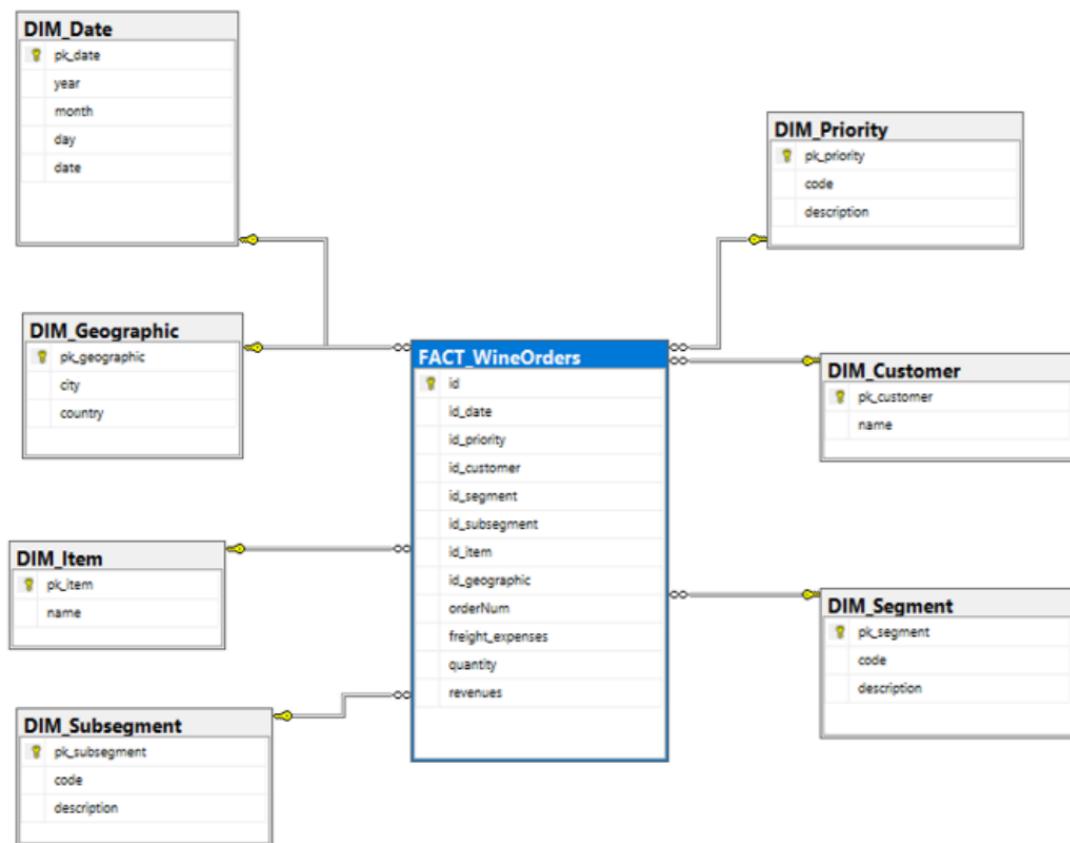 DIM_Date
pk_date
year
month
day
date
DIM_Priority
pk_priority
code
description
DIM_Geographic
pk_geographic
city
country
FACT_WineOrders
id
id_date
id_priority
id_customer
id_segment
id_subsegment
id_item
id_geographic
orderNum
freight_expenses
quantity
revenues
DIM_Customer
pk_customer
name
DIM_Item
pk_item
name
DIM_Segment
pk_segment
code
description
DIM_Subsegment
pk_subsegment
code
description